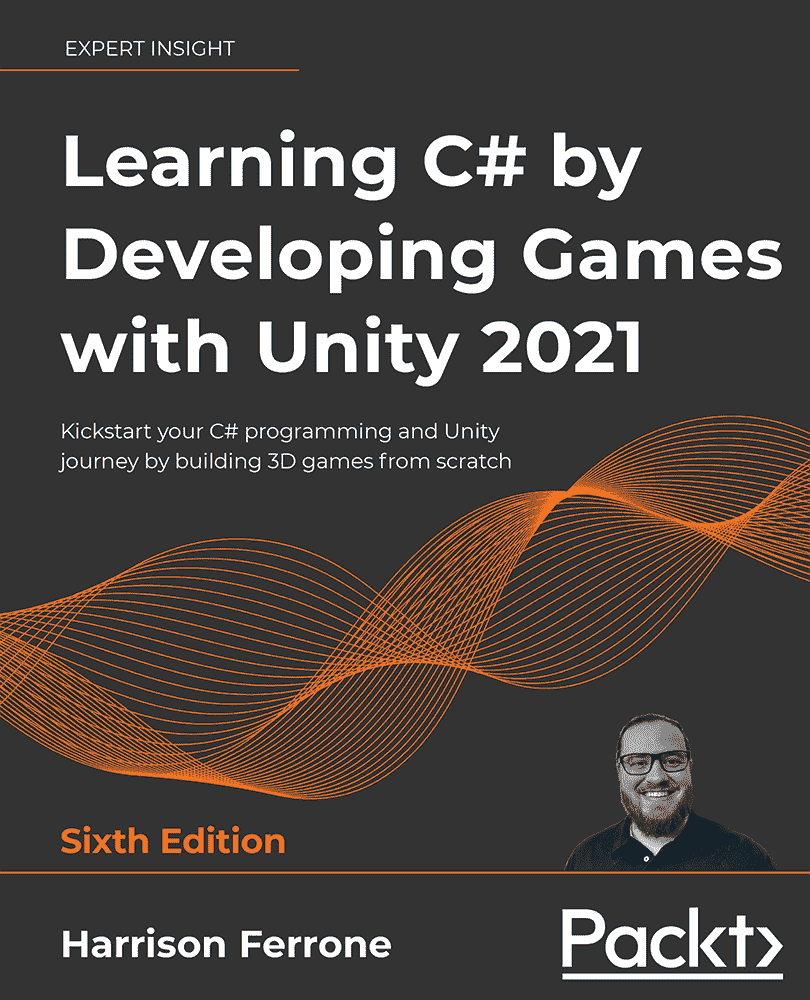 EXPERT INSIGHT
Learning C# by
Developing Games
with Unity 2021
Kickstart your C# programming and Unity
journey by building 3D games from scratch
Sixth Edition
Harrison Ferrone
Packt